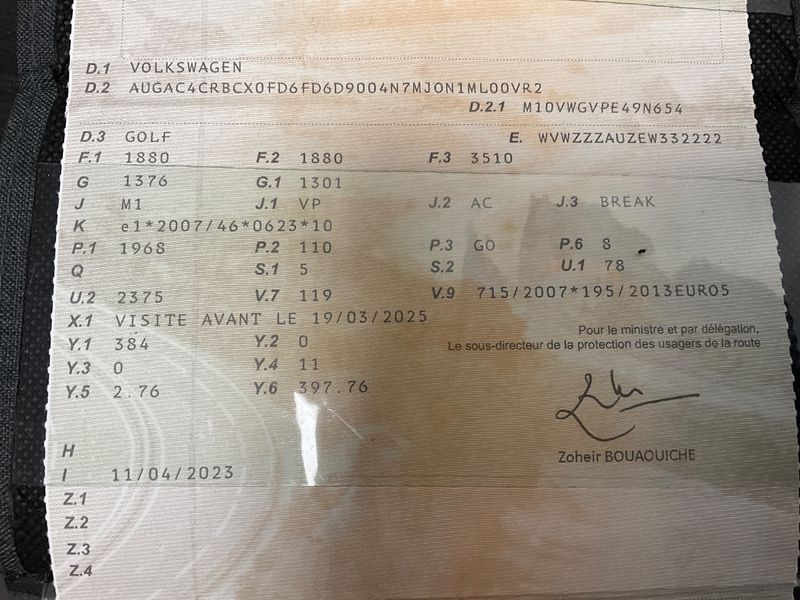 D.1 VOLKSWAGEN
D.2 AUGAC4CRBCX0FD6FD6D9004N7MJON1ML00VR2
D.2.1 M10VWGVPE49N654
D.3 GOLF E. WVWZZZAUZEW332222
F.1 1880 F.2 1880 F.3 3510
G 1376 G.1 1301
J M1 J.1 VP J.2 AC J.3 BREAK
K e1*2007/46*0623*10
P.1 1968 P.2 110 P.3 GO P.6 8
Q S.1 5 S.2 U.1 78
U.2 2375 V.7 119 V.9 715/2007*195/2013EURO5
X.1 VISITE AVANT LE 19/03/2025
Y.1 384 Y.2 0
Y.3 0 Y.4 11
Y.5 2.76 Y.6 397.76
Pour le ministre et par délégation,
Le sous-directeur de la protection des usagers de la route
Zoheir BOUAOUICHE
H
I 11/04/2023
Z.1
Z.2
Z.3
Z.4